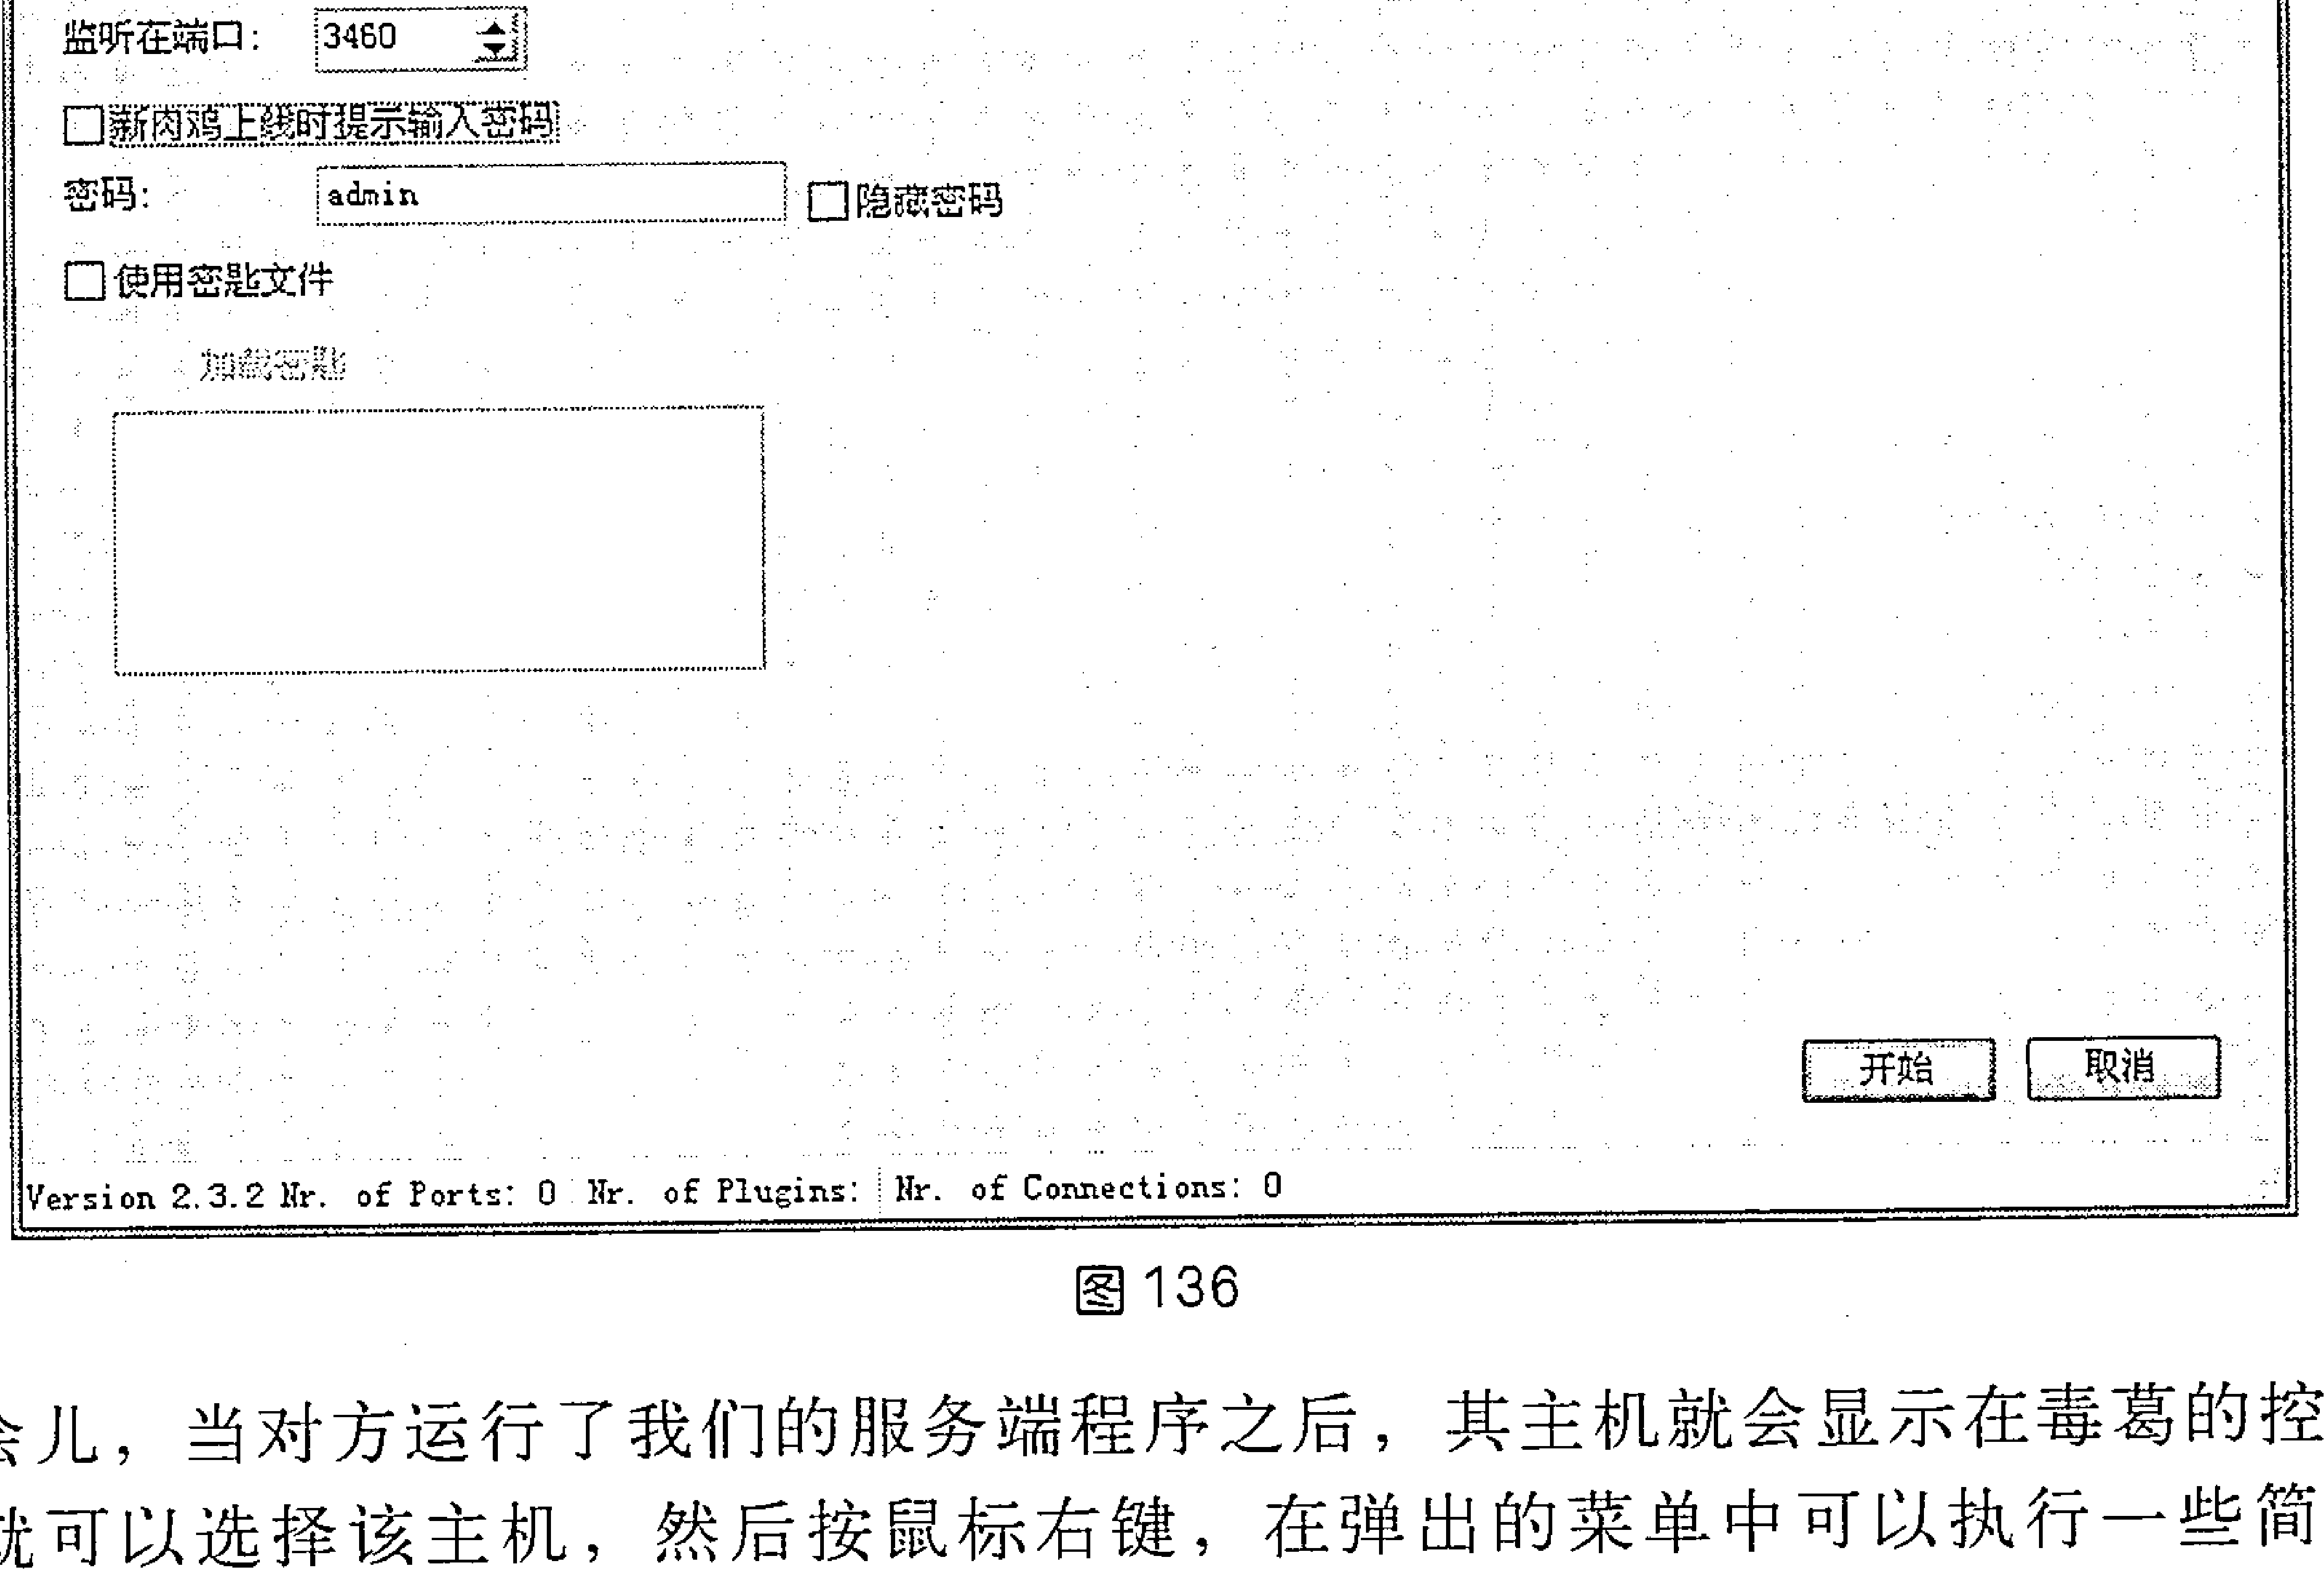 监听在端口: 3460
新肉鸡上线时提示输入密码
密码: admin 隐藏密码
使用密匙文件
加载密匙
开始 取消
Version 2.3.2 Nr. of Ports: 0 Nr. of Plugins: Nr. of Connections: 0
图 136
会儿，当对方运行了我们的服务端程序之后，其主机就会显示在毒葛的控
就可以选择该主机，然后按鼠标右键，在弹出的菜单中可以执行一些简